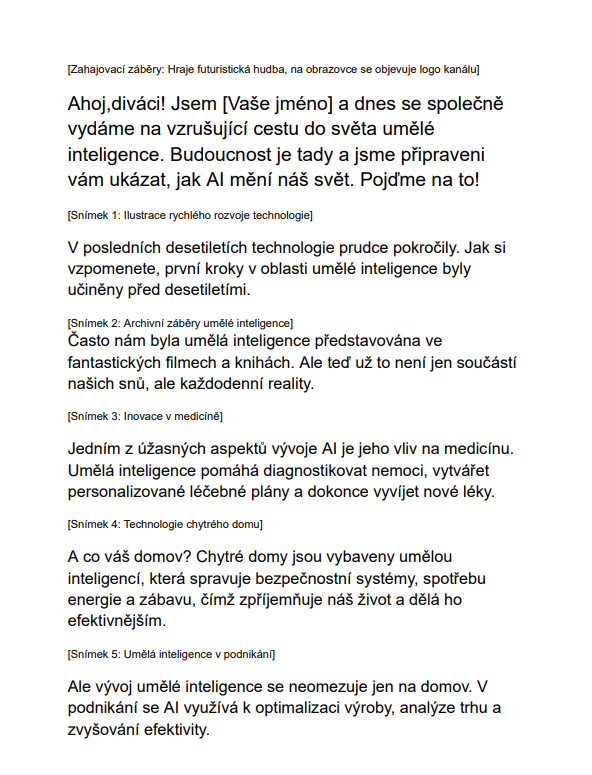 [Zahajovací záběry: Hraje futuristická hudba, na obrazovce se objevuje logo kanálu]
Ahoj,diváci! Jsem [Vaše jméno] a dnes se společně
vydáme na vzrušující cestu do světa umělé
inteligence. Budoucnost je tady a jsme připraveni
vám ukázat, jak AI mění náš svět. Pojďme na to!
[Snímek 1: Ilustrace rychlého rozvoje technologie]
V posledních desetiletích technologie prudce pokročily. Jak si
vzpomenete, první kroky v oblasti umělé inteligence byly
učiněny před desetiletími.
[Snímek 2: Archivní záběry umělé inteligence]
Často nám byla umělá inteligence představována ve
fantastických filmech a knihách. Ale teď už to není jen součástí
našich snů, ale každodenní reality.
[Snímek 3: Inovace v medicíně]
Jedním z úžasných aspektů vývoje AI je jeho vliv na medicínu.
Umělá inteligence pomáhá diagnostikovat nemoci, vytvářet
personalizované léčebné plány a dokonce vyvíjet nové léky.
[Snímek 4: Technologie chytrého domu]
A co váš domov? Chytré domy jsou vybaveny umělou
inteligencí, která spravuje bezpečnostní systémy, spotřebu
energie a zábavu, čímž zpříjemňuje náš život a dělá ho
efektivnějším.
[Snímek 5: Umělá inteligence v podnikání]
Ale vývoj umělé inteligence se neomezuje jen na domov. V
podnikání se AI využívá k optimalizaci výroby, analýze trhu a
zvyšování efektivity.